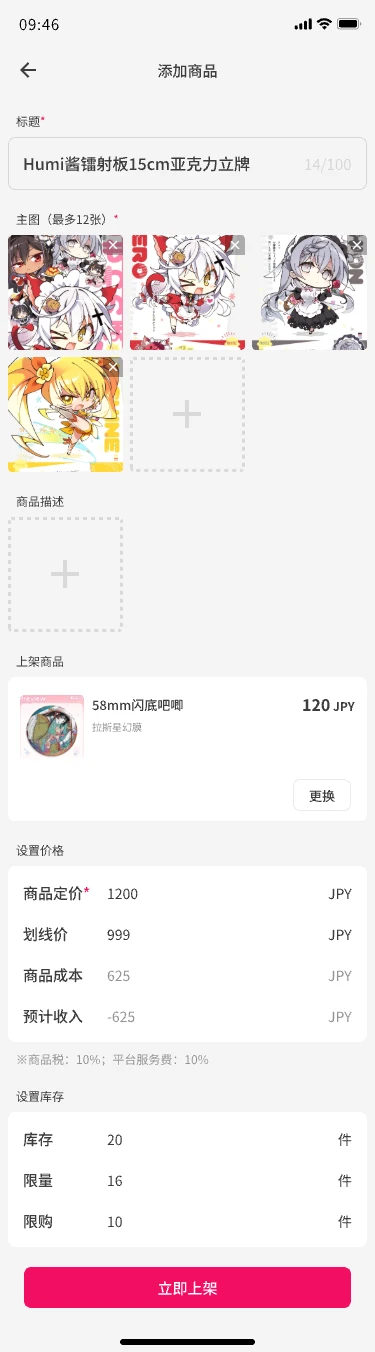 09:46
添加商品
标题*
Humi酱镭射板15cm亚克力立牌 14/100
主图（最多12张）*
ERO
商品描述
上架商品
58mm闪底吧唧 120 JPY
拉斯星幻膜
更换
设置价格
商品定价* 1200 JPY
划线价 999 JPY
商品成本 625 JPY
预计收入 -625 JPY
※商品税：10%；平台服务费：10%
设置库存
库存 20 件
限量 16 件
限购 10 件
立即上架